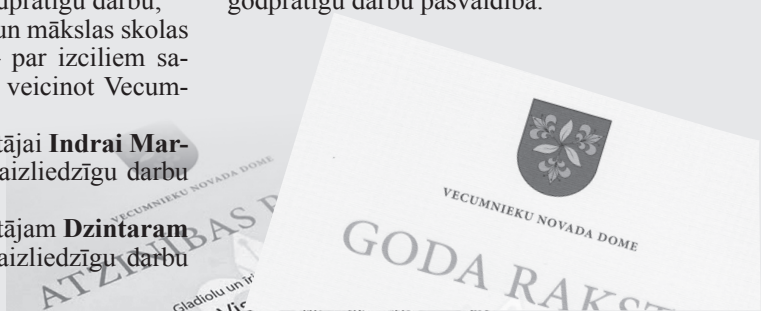 godprātīgu darbu,
un mākslas skolas
par izciliem sa-
veicinot Vecum-
tājai Indrai Mar-
aizliedzīgu darbu
tājam Dzintaram
aizliedzīgu darbu
godprātīgu darbu pašvaldībā.
VECUMNIEKU NOVADA DOME
ATZINĪBAS
Gladiolu un
VECUMNIEKU NOVADA DOME
GODA RAKST